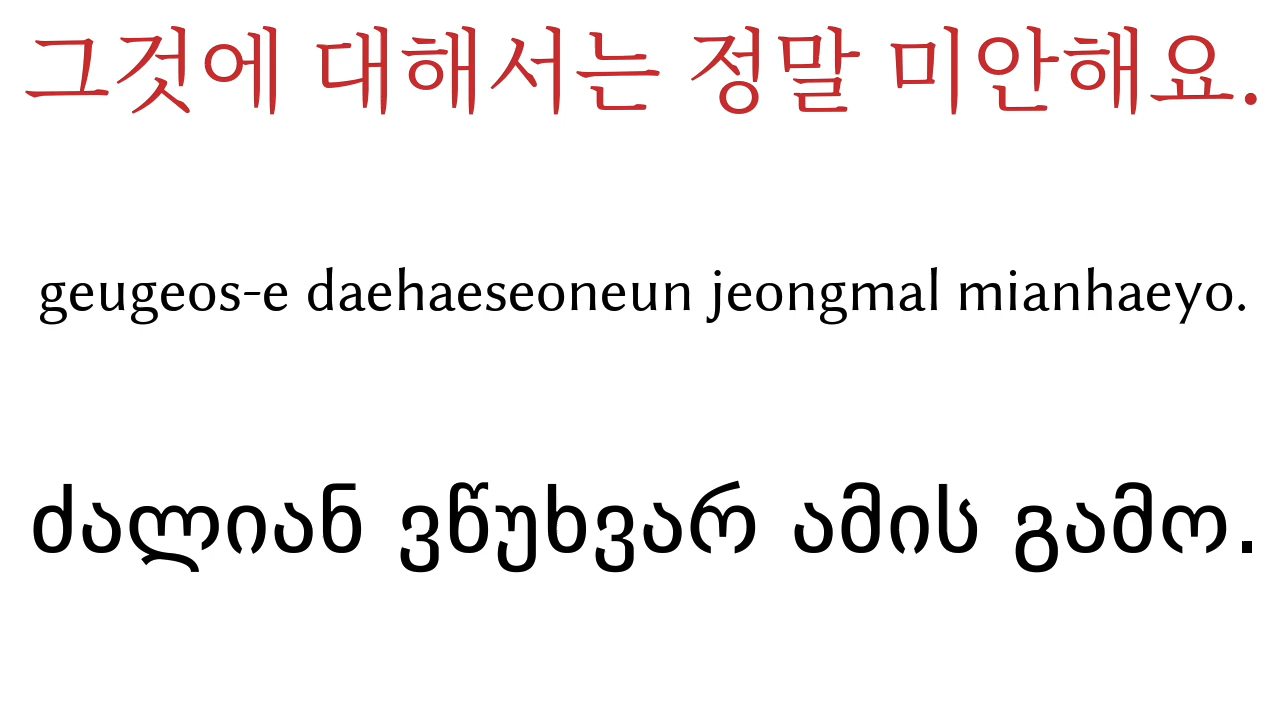 그것에 대해서는 정말 미안해요.
geugeos-e daehaeseoneun jeongmal mianhaeyo.
ძალიან ვწუხვარ ამის გამო.